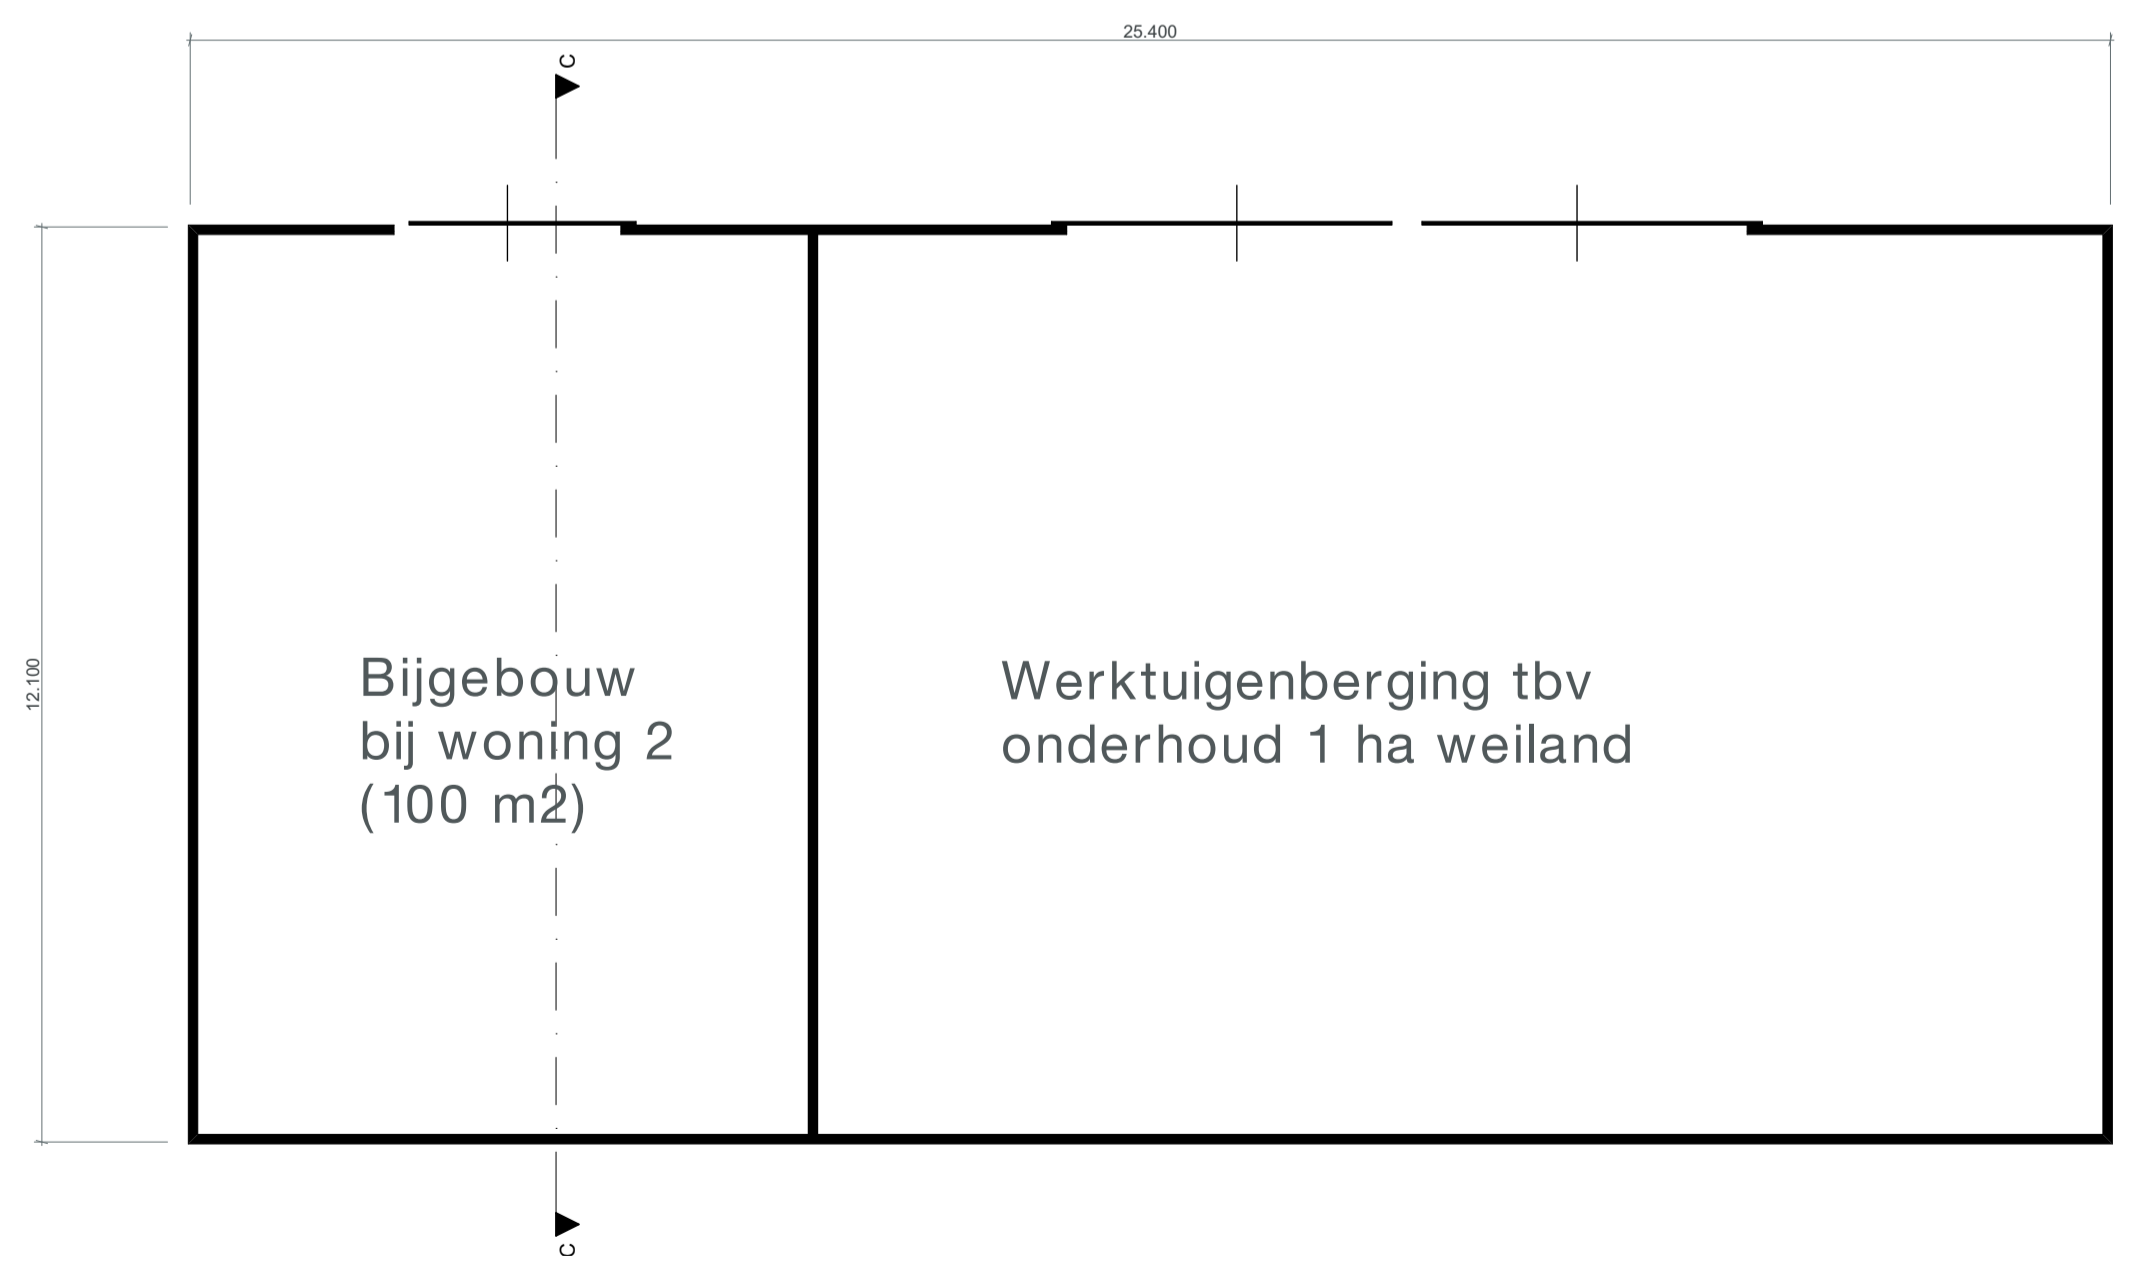 25.400
c
12.100
Bijgebouw
bij woning 2
(100 m2)
Werktuigenberging tbv
onderhoud 1 ha weiland
c